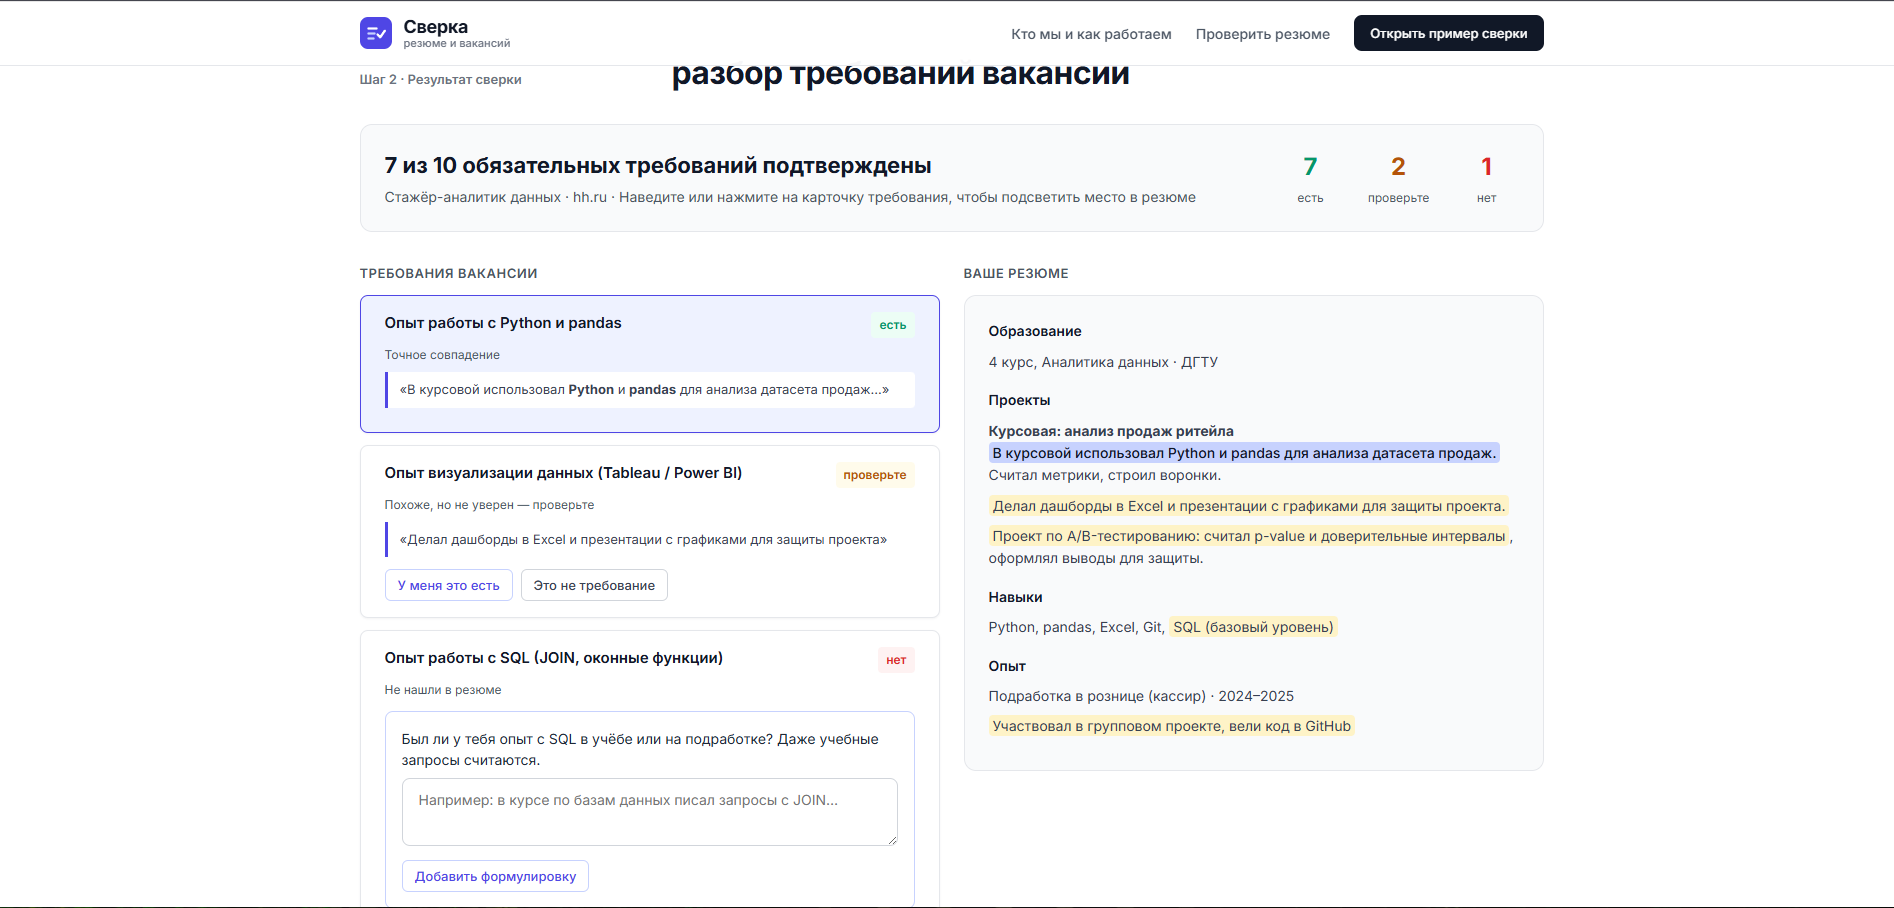 Сверка
резюме и вакансий
Кто мы и как работаем
Проверить резюме
Открыть пример сверки
Шаг 2 · Результат сверки
разбор требований вакансии
7 из 10 обязательных требований подтверждены
Стажёр-аналитик данных · hh.ru · Наведите или нажмите на карточку требования, чтобы подсветить место в резюме
7
есть
2
проверьте
1
нет
ТРЕБОВАНИЯ ВАКАНСИИ
Опыт работы с Python и pandas
есть
Точное совпадение
«В курсовой использовал Python и pandas для анализа датасета продаж...»
Опыт визуализации данных (Tableau / Power BI)
проверьте
Похоже, но не уверен — проверьте
«Делал дашборды в Excel и презентации с графиками для защиты проекта»
У меня это есть
Это не требование
Опыт работы с SQL (JOIN, оконные функции)
нет
Не нашли в резюме
Был ли у тебя опыт с SQL в учёбе или на подработке? Даже учебные
запросы считаются.
Например: в курсе по базам данных писал запросы с JOIN...
Добавить формулировку
ВАШЕ РЕЗЮМЕ
Образование
4 курс, Аналитика данных · ДГТУ
Проекты
Курсовая: анализ продаж ритейла
В курсовой использовал Python и pandas для анализа датасета продаж.
Считал метрики, строил воронки.
Делал дашборды в Excel и презентации с графиками для защиты проекта.
Проект по A/B-тестированию: считал p-value и доверительные интервалы,
оформлял выводы для защиты.
Навыки
Python, pandas, Excel, Git, SQL (базовый уровень)
Опыт
Подработка в рознице (кассир) · 2024–2025
Участвовал в групповом проекте, вели код в GitHub